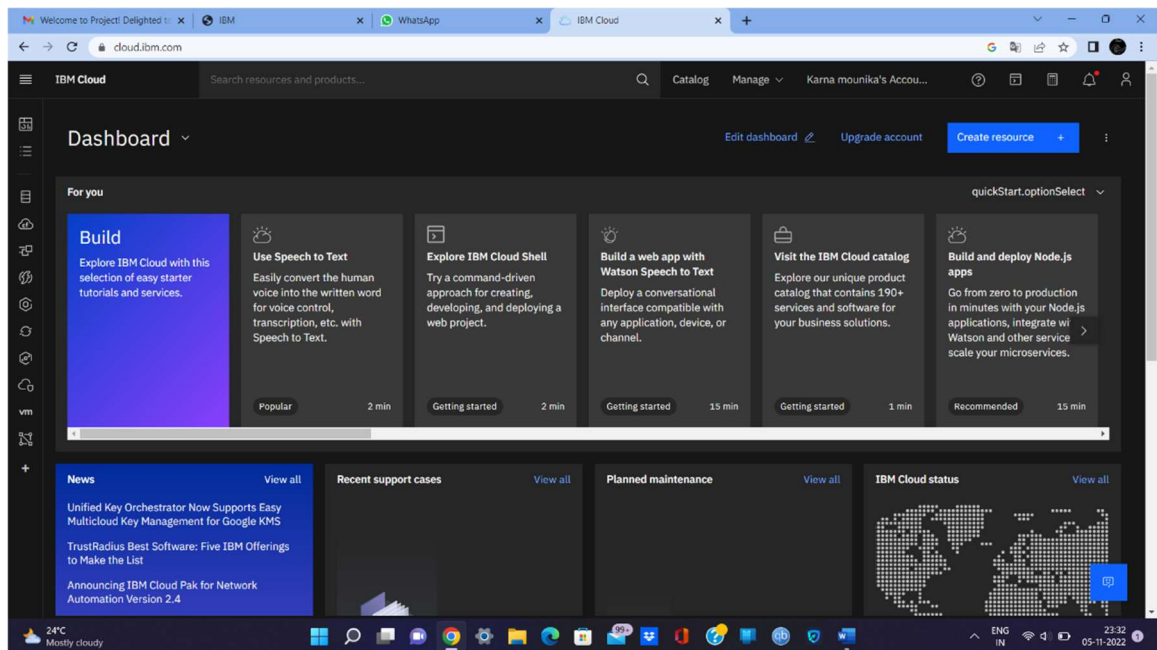 Welcome to Project! Delighted to
IBM
WhatsApp
IBM Cloud
cloud.ibm.com
IBM Cloud
Search resources and products...
Catalog
Manage
Karna mounika's Accou...
Dashboard
Edit dashboard
Upgrade account
Create resource +
For you
quickStart.optionSelect
Build
Explore IBM Cloud with this
selection of easy starter
tutorials and services.
Use Speech to Text
Easily convert the human
voice into the written word
for voice control,
transcription, etc. with
Speech to Text.
Popular
2 min
Explore IBM Cloud Shell
Try a command-driven
approach for creating,
developing, and deploying a
web project.
Getting started
2 min
Build a web app with
Watson Speech to Text
Deploy a conversational
interface compatible with
any application, device, or
channel.
Getting started
15 min
Visit the IBM Cloud catalog
Explore our unique product
catalog that contains 190+
services and software for
your business solutions.
Getting started
1 min
Build and deploy Node.js
apps
Go from zero to production
in minutes with your Node.js
applications, integrate wi
Watson and other service
scale your microservices.
Recommended
15 min
vm
News
View all
Unified Key Orchestrator Now Supports Easy
Multicloud Key Management for Google KMS
TrustRadius Best Software: Five IBM Offerings
to Make the List
Announcing IBM Cloud Pak for Network
Automation Version 2.4
Recent support cases
View all
Planned maintenance
View all
IBM Cloud status
View all
24°C
Mostly cloudy
99+
qb
ENG
IN
23:32
05-11-2022
1